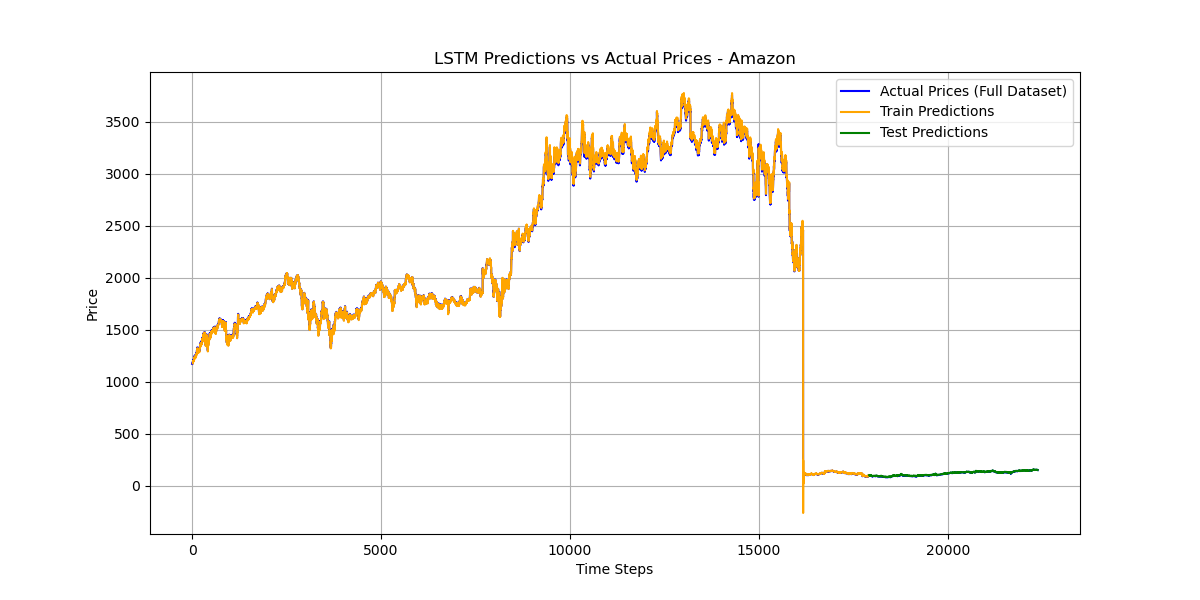 LSTM Predictions vs Actual Prices - Amazon
Actual Prices (Full Dataset)
Train Predictions
Test Predictions
Price
3500
3000
2500
2000
1500
1000
500
0
0 5000 10000 15000 20000
Time Steps